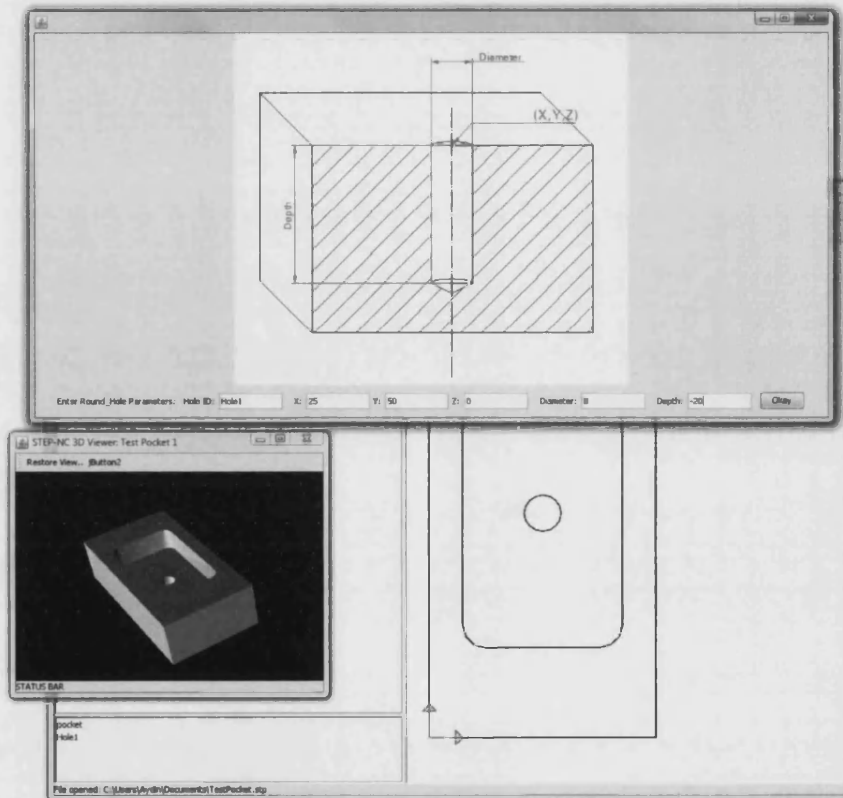 Diameter
(X,Y,Z)
Depth
Enter Round_Hole Parameters: Hole ID: Hole1 X: 25 Y: 50 Z: 0 Diameter: 8 Depth: -20 Okay
STEP-NC 3D Viewer: Test Pocket 1
Restore View... jButton2
STATUS BAR
pocket
Hole1
File opened: C:\Users\Aydin\Documents\TestPocket.stp